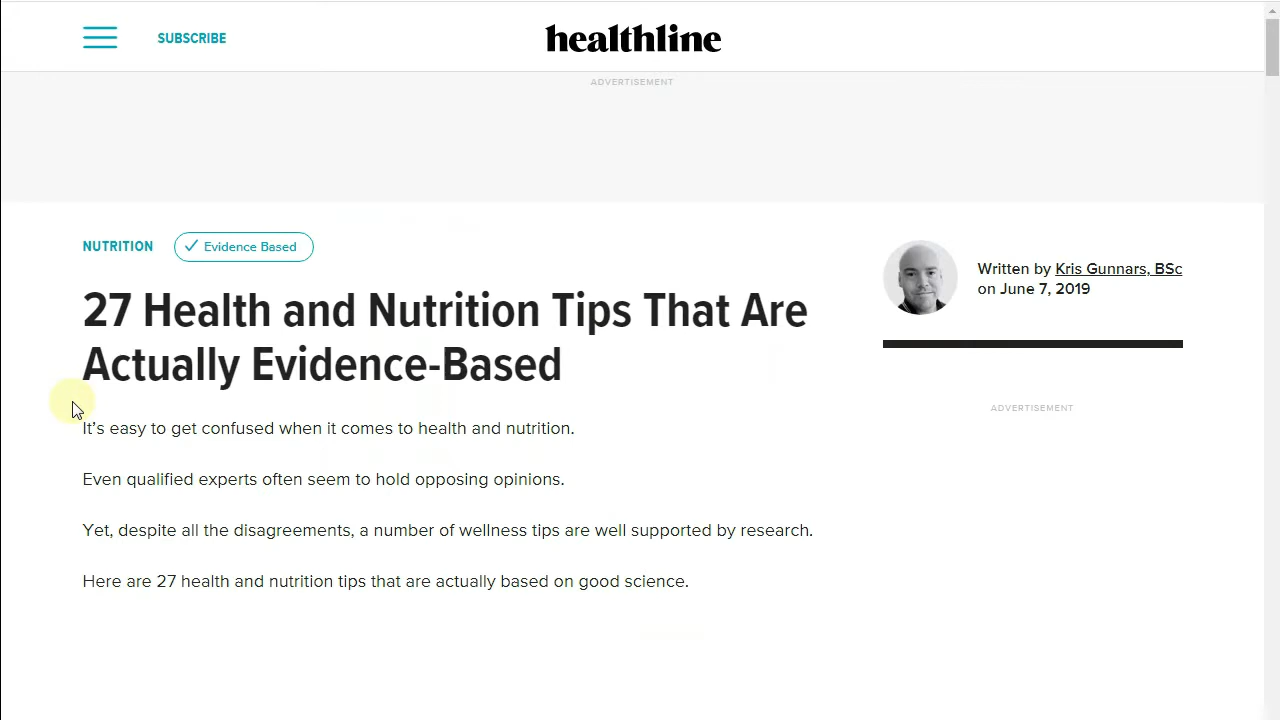 SUBSCRIBE
healthline
ADVERTISEMENT
NUTRITION
Evidence Based
27 Health and Nutrition Tips That Are
Actually Evidence-Based
Written by Kris Gunnars, BSc
on June 7, 2019
ADVERTISEMENT
It's easy to get confused when it comes to health and nutrition.
Even qualified experts often seem to hold opposing opinions.
Yet, despite all the disagreements, a number of wellness tips are well supported by research.
Here are 27 health and nutrition tips that are actually based on good science.